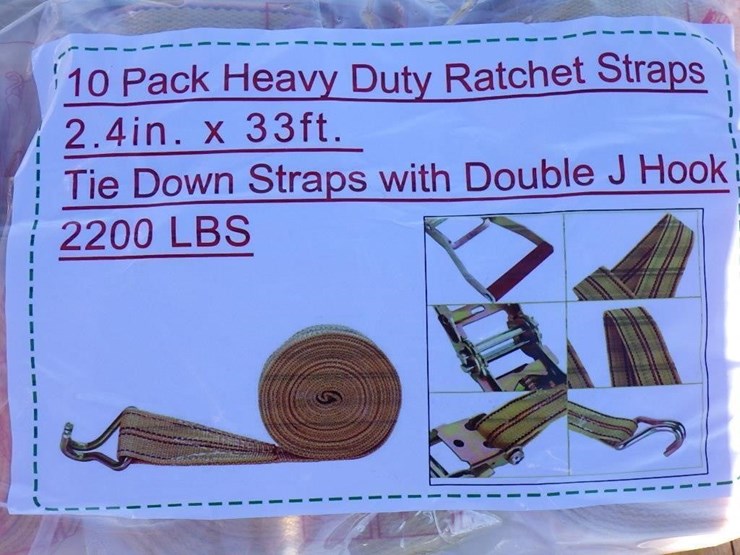 10 Pack Heavy Duty Ratchet Straps
2.4in. x 33ft.
Tie Down Straps with Double J Hook
2200 LBS